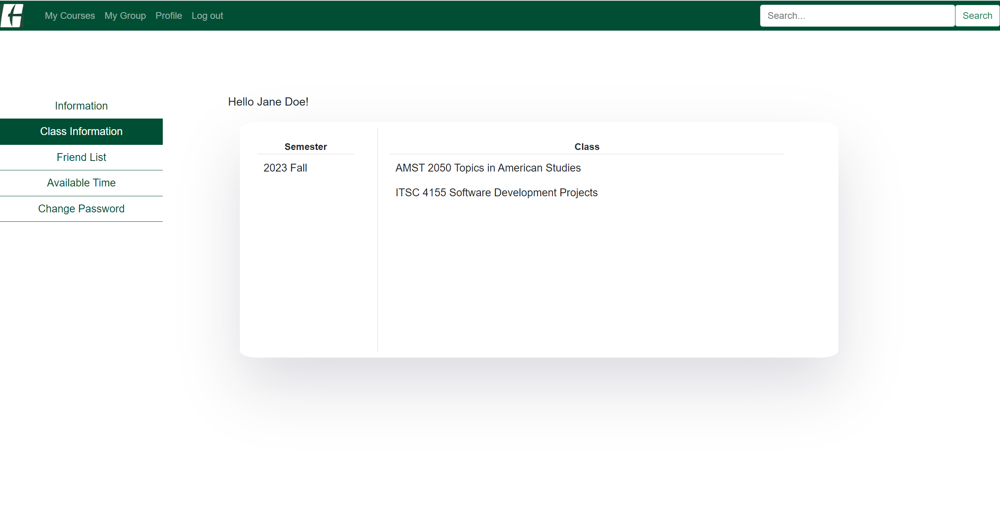 My Courses My Group Profile Log out Search... Search
Information
Class Information
Friend List
Available Time
Change Password
Hello Jane Doe!
Semester
2023 Fall
Class
AMST 2050 Topics in American Studies
ITSC 4155 Software Development Projects